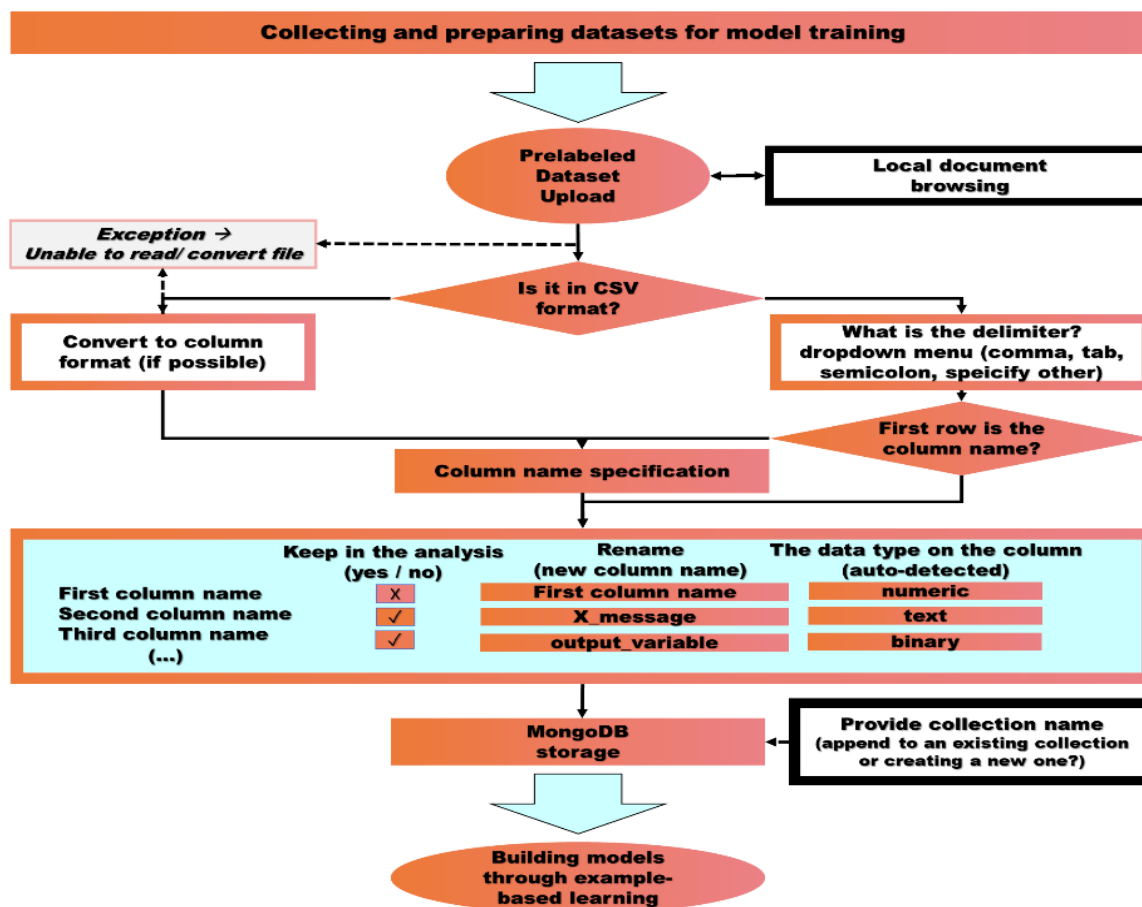 Collecting and preparing datasets for model training
Prelabeled
Dataset
Upload
Local document
browsing
Exception →
Unable to read/ convert file
Is it in CSV
format?
Convert to column
format (if possible)
What is the delimiter?
dropdown menu (comma, tab,
semicolon, speicify other)
First row is the
column name?
Column name specification
Keep in the analysis
(yes / no)
Rename
(new column name)
The data type on the column
(auto-detected)
First column name
X
First column name
numeric
Second column name
✓
X_message
text
Third column name
✓
output_variable
binary
(...)
MongoDB
storage
Provide collection name
(append to an existing collection
or creating a new one?)
Building models
through example-
based learning